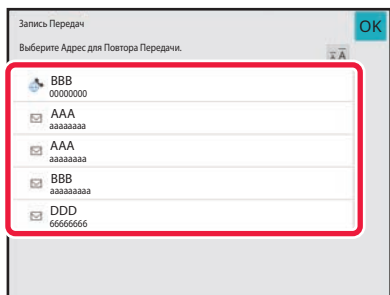 Запись Передач
OK
Выберите Адрес для Повтора Передачи.
BBB
00000000
AAA
aaaaaaaa
AAA
aaaaaaaa
BBB
aaaaaaaaa
DDD
66666666